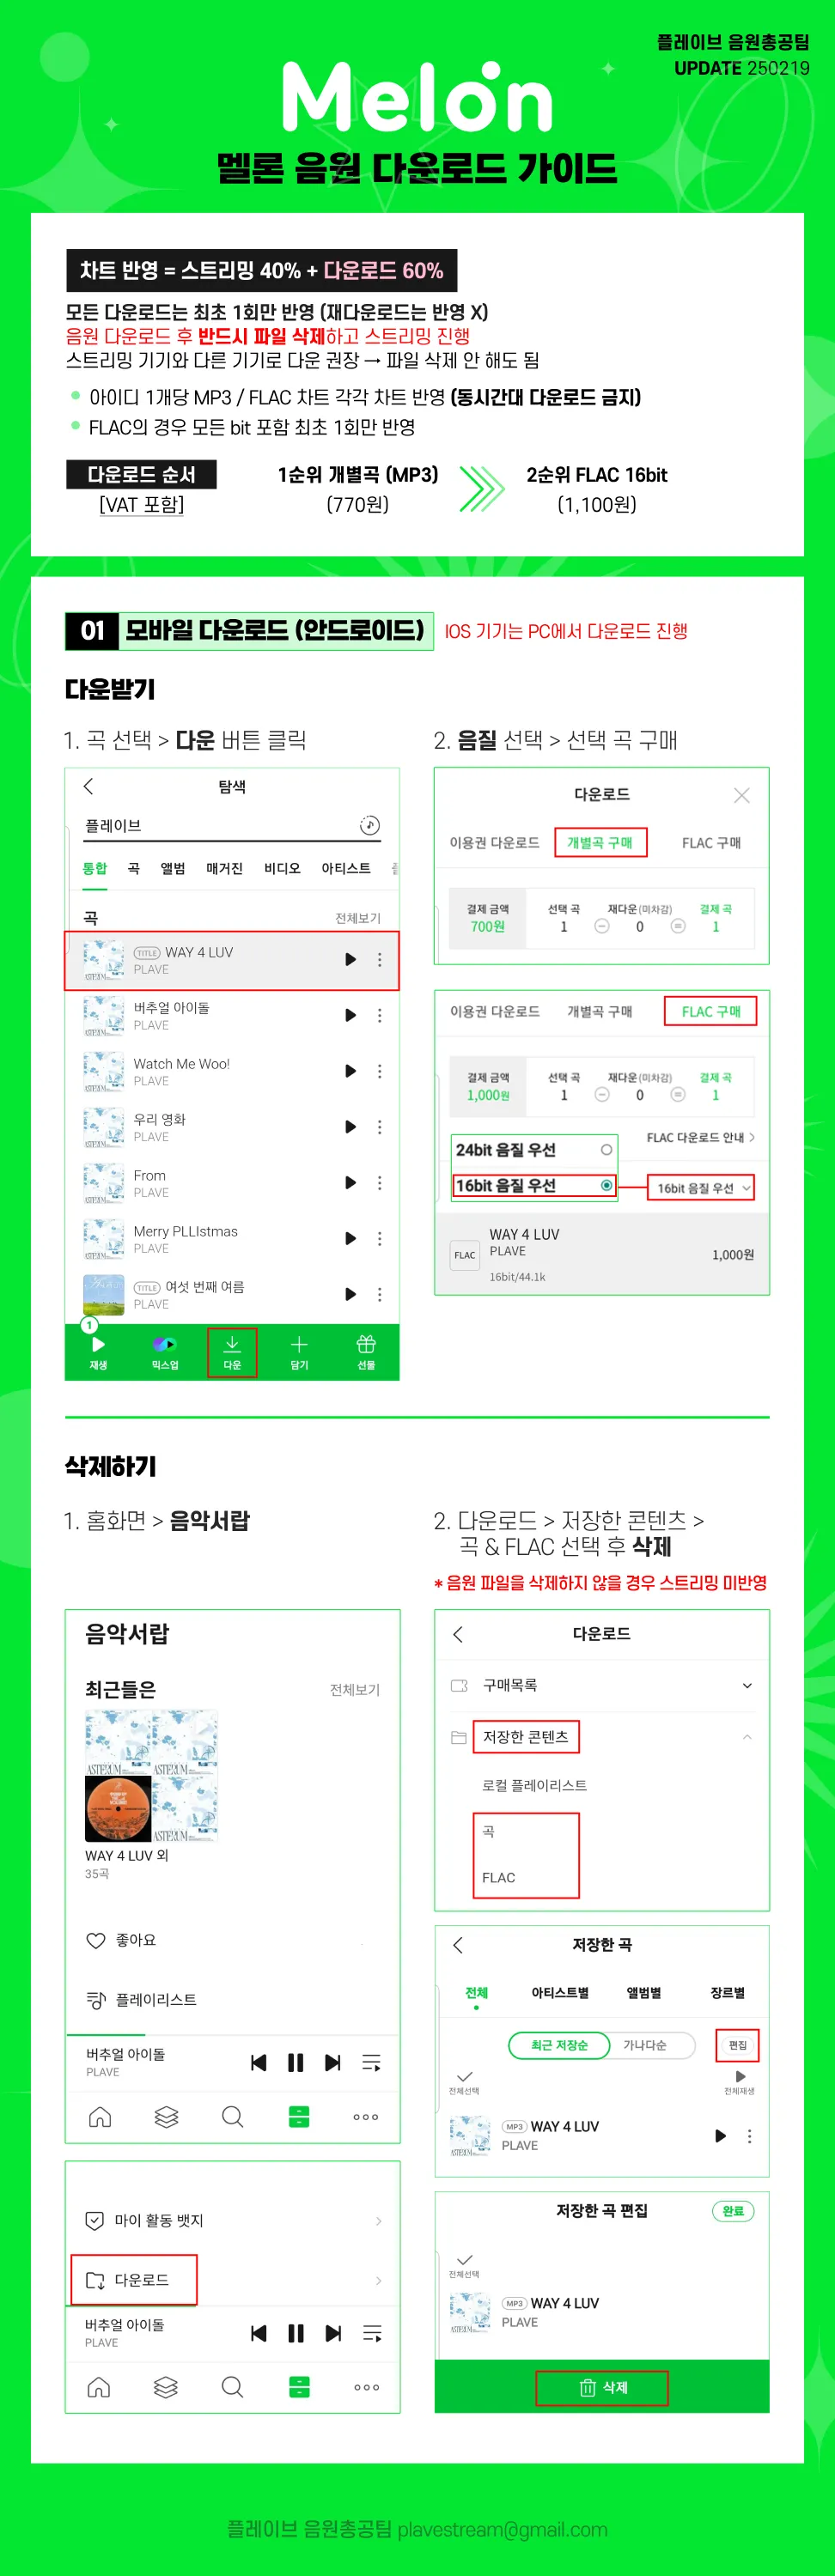 플레이브 음원총공팀
UPDATE 250219
Melon
멜론 음원 다운로드 가이드
차트 반영 = 스트리밍 40% + 다운로드 60%
모든 다운로드는 최초 1회만 반영 (재다운로드는 반영 X)
음원 다운로드 후 반드시 파일 삭제하고 스트리밍 진행
스트리밍 기기와 다른 기기로 다운 권장 → 파일 삭제 안 해도 됨
아이디 1개당 MP3 / FLAC 차트 각각 차트 반영 (동시간대 다운로드 금지)
FLAC의 경우 모든 bit 포함 최초 1회만 반영
다운로드 순서 1순위 개별곡 (MP3) 2순위 FLAC 16bit
[VAT 포함] (770원) (1,100원)
01 모바일 다운로드 (안드로이드) IOS 기기는 PC에서 다운로드 진행
다운받기
1. 곡 선택 > 다운 버튼 클릭
탐색
플레이브
통합 곡 앨범 매거진 비디오 아티스트
곡 전체보기
TITLE WAY 4 LUV
PLAVE
버추얼 아이돌
PLAVE
Watch Me Woo!
PLAVE
우리 영화
PLAVE
From
PLAVE
Merry PLLIstmas
PLAVE
TITLE 여섯 번째 여름
PLAVE
1
재생 믹스업 다운 담기 선물
2. 음질 선택 > 선택 곡 구매
다운로드
이용권 다운로드 개별곡 구매 FLAC 구매
결제 금액 선택 곡 재다운(미차감) 결제 곡
700원 1 0 1
이용권 다운로드 개별곡 구매 FLAC 구매
결제 금액 선택 곡 재다운(미차감) 결제 곡
1,000원 1 0 1
FLAC 다운로드 안내 >
24bit 음질 우선
16bit 음질 우선 16bit 음질 우선
WAY 4 LUV
FLAC PLAVE 1,000원
16bit/44.1k
삭제하기
1. 홈화면 > 음악서랍
음악서랍
최근들은 전체보기
ASTERUM ASTERUM
ASTERUM
WAY 4 LUV 외
35곡
좋아요
플레이리스트
버추얼 아이돌
PLAVE
마이 활동 뱃지
다운로드
버추얼 아이돌
PLAVE
2. 다운로드 > 저장한 콘텐츠 >
곡 & FLAC 선택 후 삭제
* 음원 파일을 삭제하지 않을 경우 스트리밍 미반영
다운로드
구매목록
저장한 콘텐츠
로컬 플레이리스트
곡
FLAC
저장한 곡
전체 아티스트별 앨범별 장르별
최근 저장순 가나다순 편집
전체선택 전체재생
MP3 WAY 4 LUV
PLAVE
저장한 곡 편집 완료
전체선택
MP3 WAY 4 LUV
PLAVE
삭제
플레이브 음원총공팀 plavestream@gmail.com